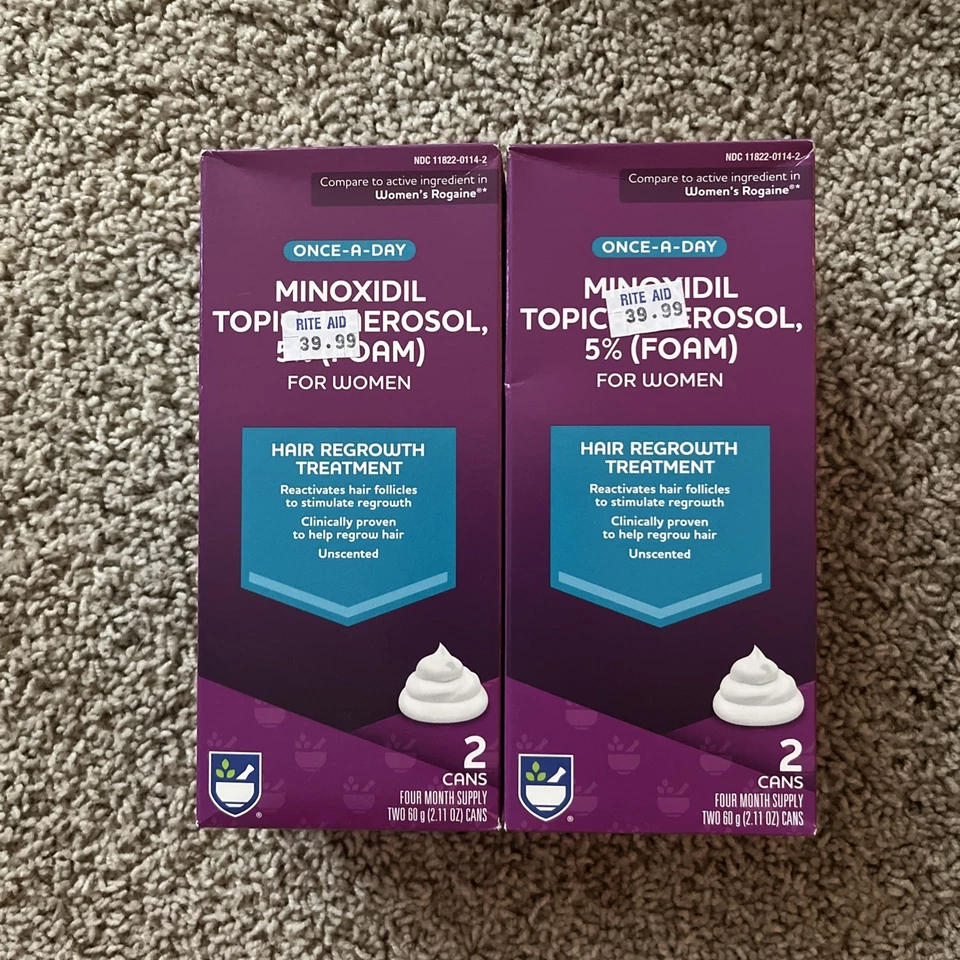 NDC 11822-0114-2
Compare to active ingredient in
Women's Rogaine®*
ONCE-A-DAY
MINOXIDIL
AEROSOL,
RITE AID
39.99
FOR WOMEN
HAIR REGROWTH
TREATMENT
Reactivates hair follicles
to stimulate regrowth
Clinically proven
to help regrow hair
Unscented
2
CANS
FOUR MONTH SUPPLY
TWO 60 g (2.11 OZ) CANS
®
NDC 11822-0114-2
Compare to active ingredient in
Women's Rogaine®*
ONCE-A-DAY
RITE AID
39.99
5% (FOAM)
FOR WOMEN
HAIR REGROWTH
TREATMENT
Reactivates hair follicles
to stimulate regrowth
Clinically proven
to help regrow hair
Unscented
2
CANS
FOUR MONTH SUPPLY
TWO 60 g (2.11 OZ) CANS
®